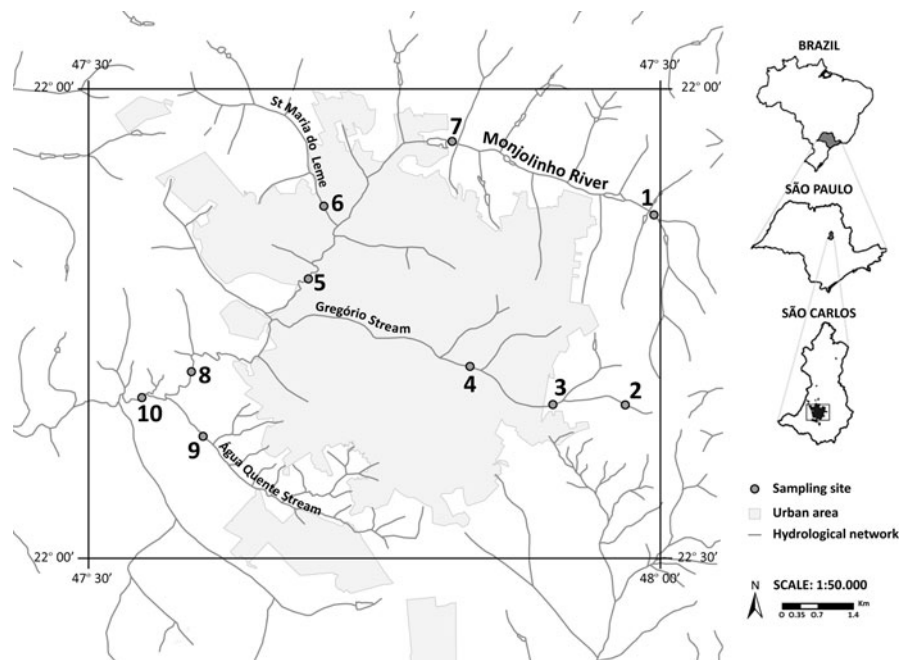 BRAZIL
47° 30’
47° 30’
22° 00’
22° 00’
St Maria do Leme
7
Monjolinho River
1
6
SÃO PAULO
5
Gregório Stream
SÃO CARLOS
4
3
2
8
10
9
Água Quente Stream
Sampling site
Urban area
Hydrological network
22° 00’
22° 30’
47° 30’
48° 00’
N
SCALE: 1:50.000
Km
0 0.35 0.7 1.4